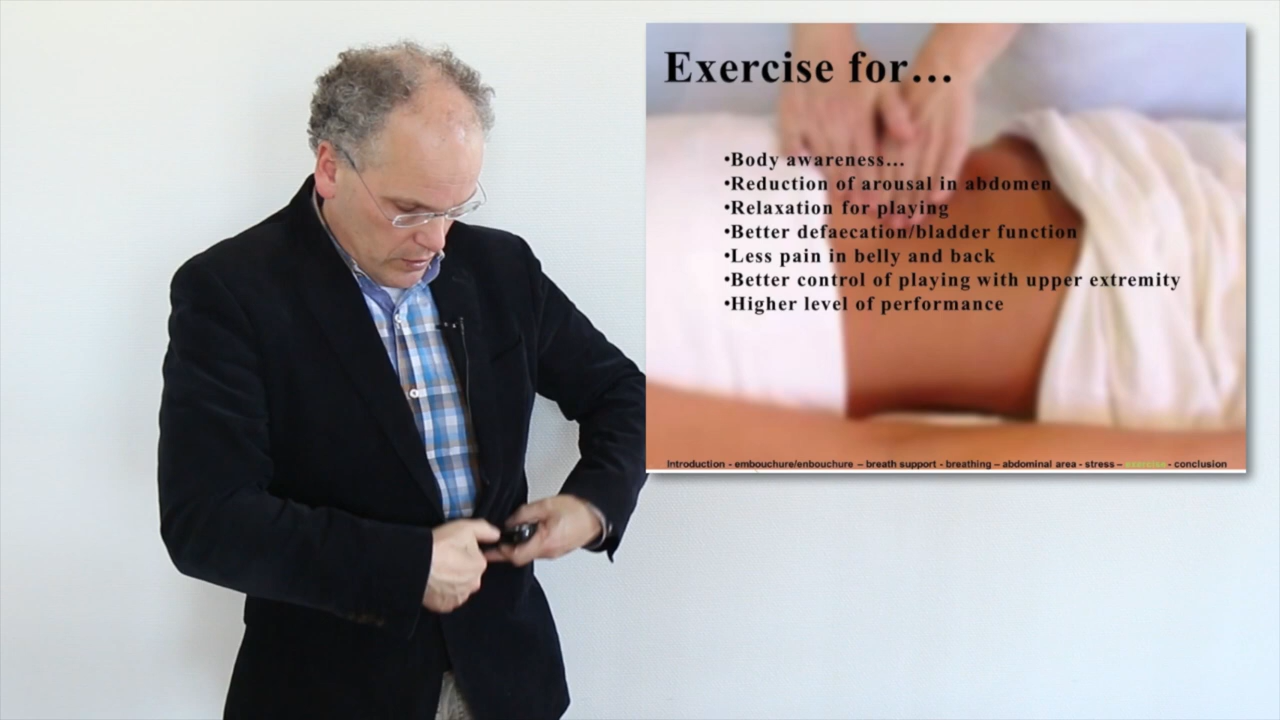 Exercise for…
•Body awareness…
•Reduction of arousal in abdomen
•Relaxation for playing
•Better defaecation/bladder function
•Less pain in belly and back
•Better control of playing with upper extremity
•Higher level of performance
Introduction - embouchure/enbouchure – breath support - breathing – abdominal area - stress – exercise - conclusion